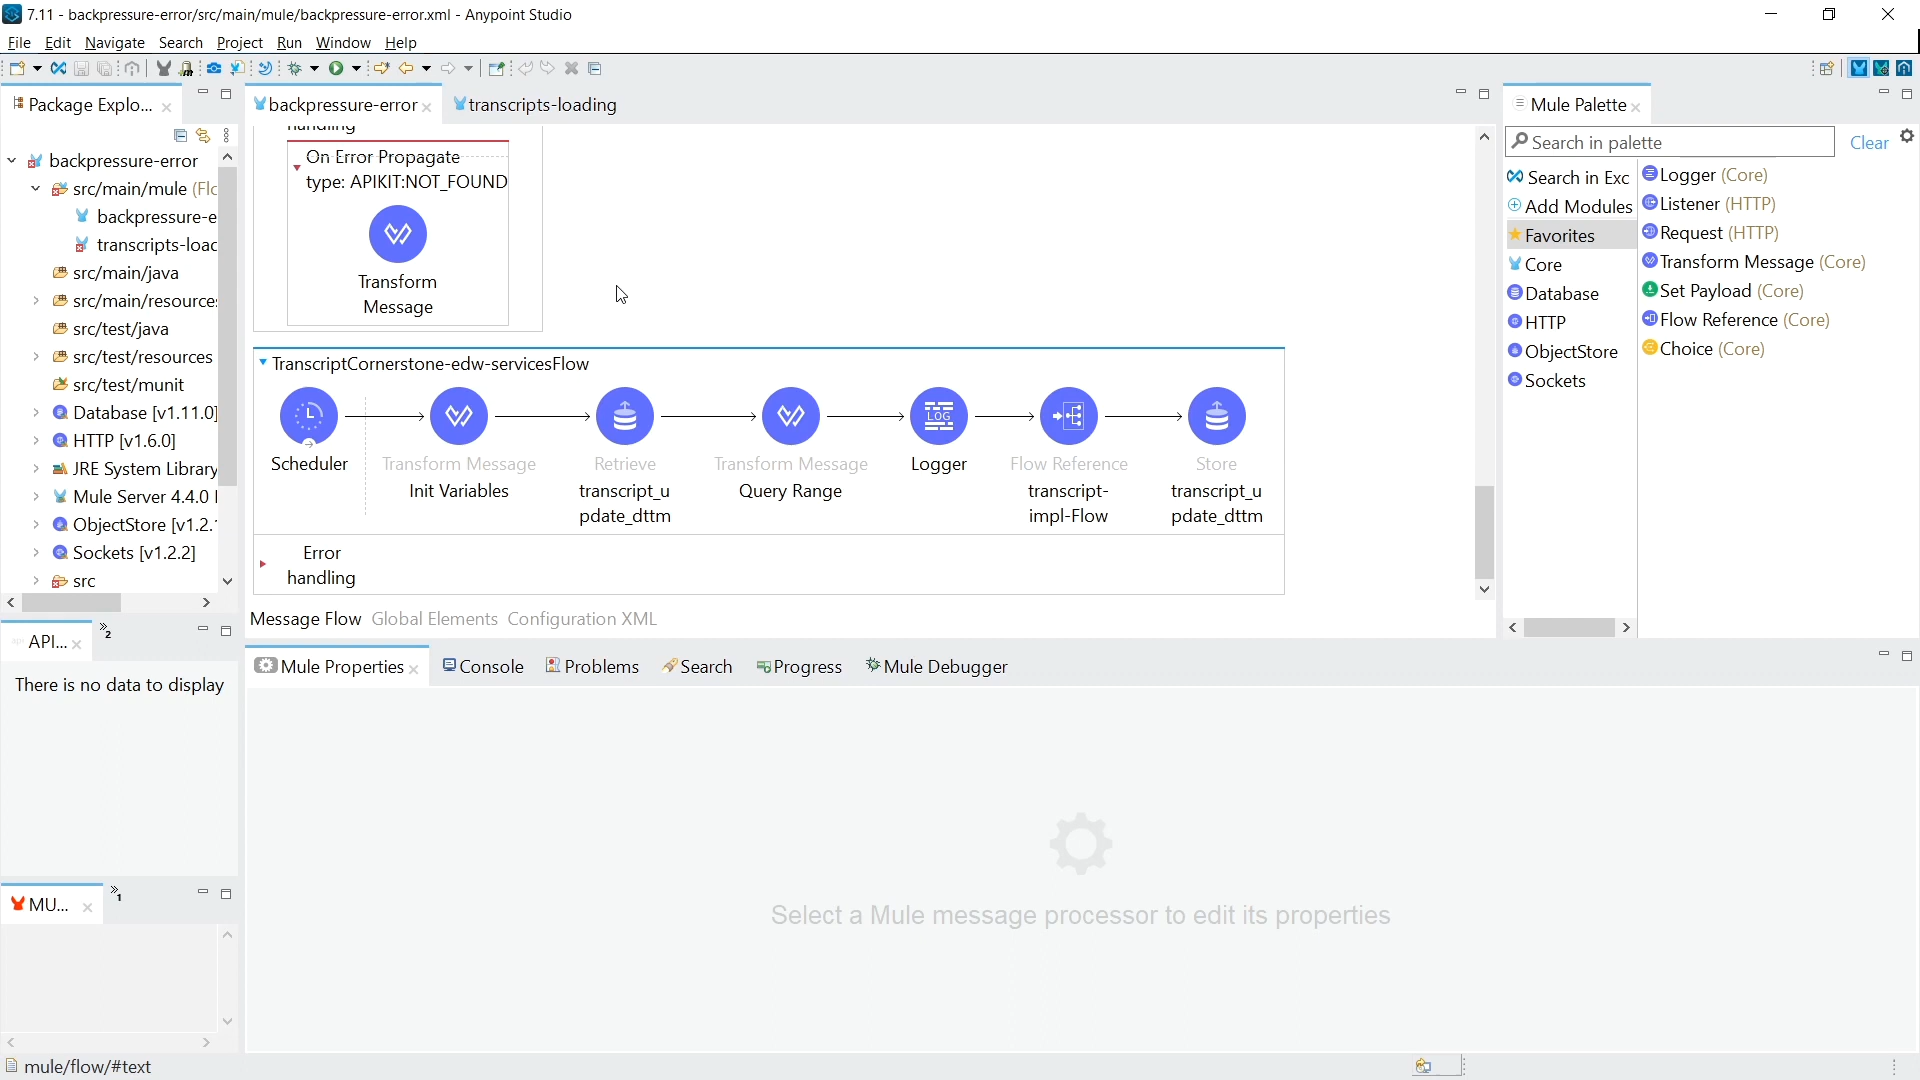 7.11 - backpressure-error/src/main/mule/backpressure-error.xml - Anypoint Studio
File Edit Navigate Search Project Run Window Help
Package Explo...
backpressure-error
src/main/mule (Flo
backpressure-e
transcripts-load
src/main/java
src/main/resource
src/test/java
src/test/resources
src/test/munit
Database [v1.11.0]
HTTP [v1.6.0]
JRE System Library
Mule Server 4.4.0
ObjectStore [v1.2.
Sockets [v1.2.2]
src
API... 2
There is no data to display
MU... 1
mule/flow/#text
backpressure-error transcripts-loading
handling
On Error Propagate
type: APIKIT:NOT_FOUND
Transform
Message
TranscriptCornerstone-edw-servicesFlow
LOG
Scheduler
Transform Message
Init Variables
Retrieve
transcript_u
pdate_dttm
Transform Message
Query Range
Logger
Flow Reference
transcript-
impl-Flow
Store
transcript_u
pdate_dttm
Error
handling
Message Flow Global Elements Configuration XML
Mule Properties Console Problems Search Progress Mule Debugger
Select a Mule message processor to edit its properties
Mule Palette
Search in palette Clear
Search in Exc
Add Modules
Favorites
Core
Database
HTTP
ObjectStore
Sockets
Logger (Core)
Listener (HTTP)
Request (HTTP)
Transform Message (Core)
Set Payload (Core)
Flow Reference (Core)
Choice (Core)